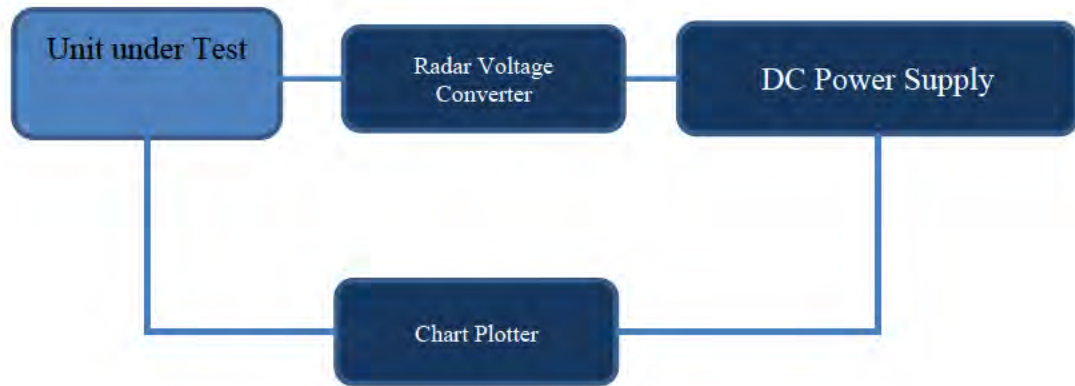 Unit under Test
Radar Voltage
Converter
DC Power Supply
Chart Plotter